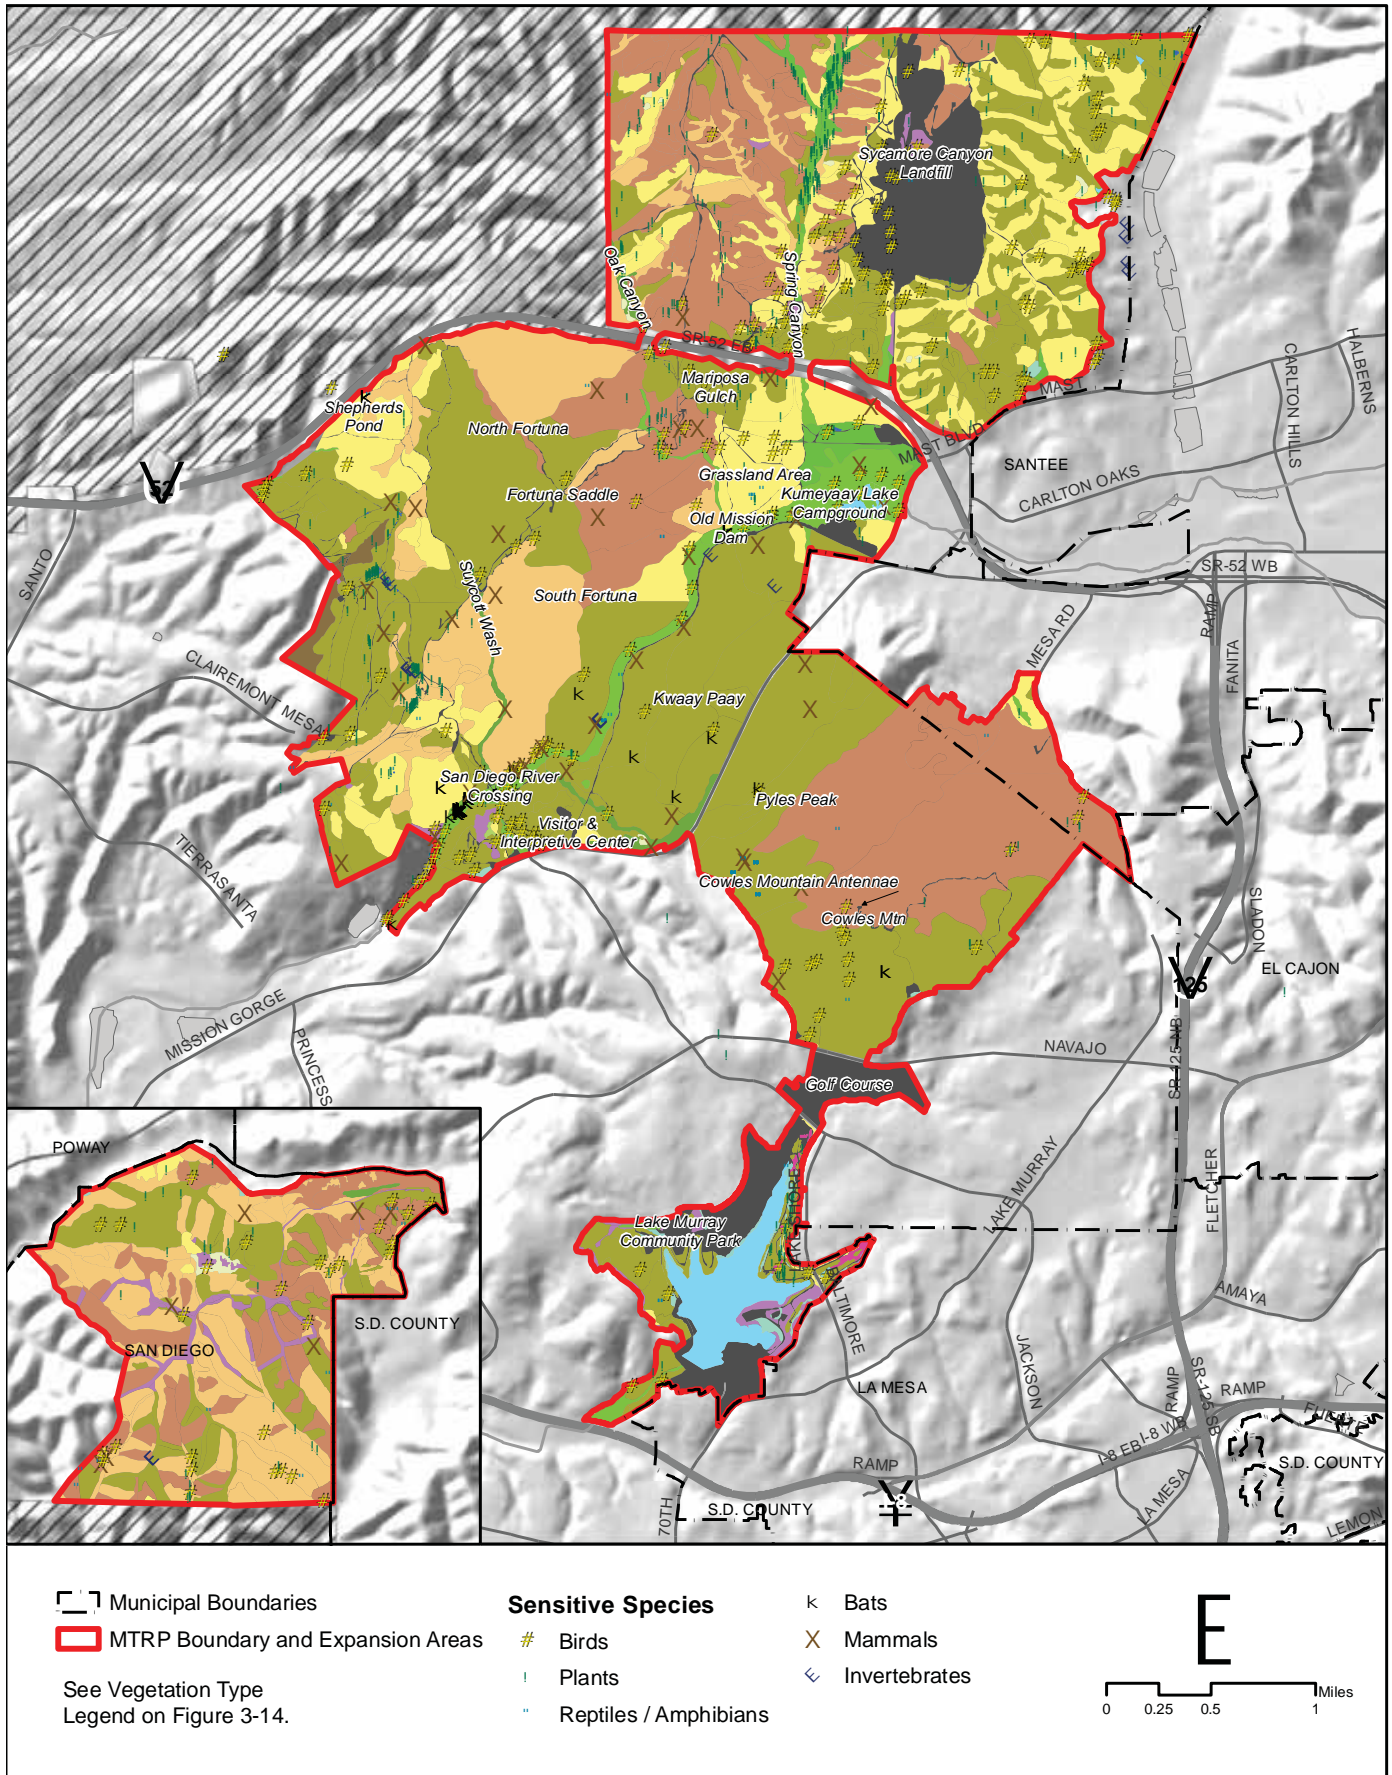 Sycamore Canyon
Landfill
Oak Canyon
Spring Canyon
SR-52 EB
Mariposa
Gulch
MAST
MAST BLVD
HALBERNS
CARLTON HILLS
SANTEE
CARLTON OAKS
Shepherds
Pond
North Fortuna
Fortuna Saddle
Grassland Area
Kumeyaay Lake
Campground
Old Mission
Dam
52
SANTO
Suycott Wash
South Fortuna
SR-52 WB
RAMP
FANITA
MESA RD
CLAIREMONT MESA
Kwaay Paay
San Diego River
Crossing
Pyles Peak
Visitor &
Interpretive Center
TIERRASANTA
Cowles Mountain Antennae
Cowles Mtn
SLADON
EL CAJON
125
MISSION GORGE
PRINCESS
NAVAJO
SR-125 NB
Golf Course
POWAY
LAKE MURRAY
FLETCHER
LAKE SHORE
Lake Murray
Community Park
BALTIMORE
AMAYA
S.D. COUNTY
SAN DIEGO
JACKSON
LA MESA
RAMP
SR-125 SB
RAMP
FUERTE
I-8 EB
I-8 WB
RAMP
S.D. COUNTY
LA MESA
8
70TH
S.D. COUNTY
LEMON
Municipal Boundaries
MTRP Boundary and Expansion Areas
See Vegetation Type
Legend on Figure 3-14.
Sensitive Species
# Birds
! Plants
" Reptiles / Amphibians
k Bats
X Mammals
E Invertebrates
E
Miles
0 0.25 0.5 1